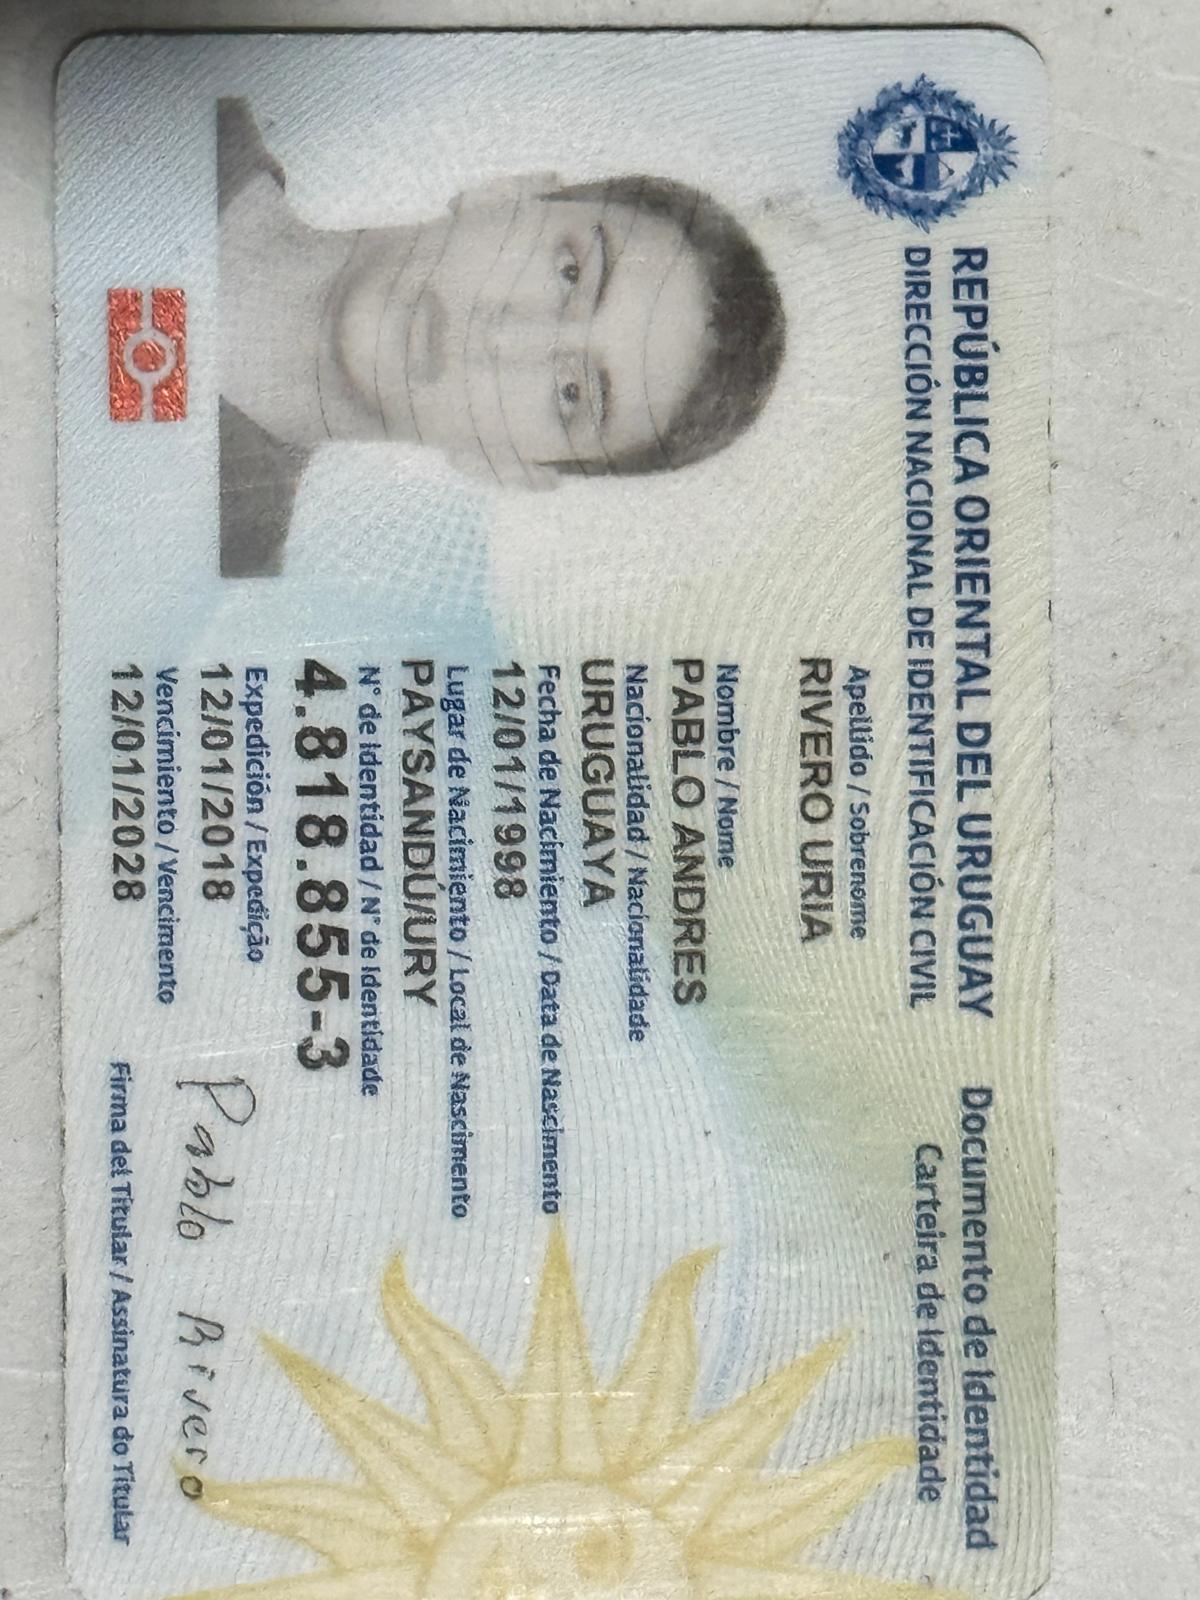 REPÚBLICA ORIENTAL DEL URUGUAY
DIRECCIÓN NACIONAL DE IDENTIFICACIÓN CIVIL
Documento de Identidad
Carteira de Identidade
Apellido / Sobrenome
RIVERO URIA
Nombre / Nome
PABLO ANDRES
Nacionalidad / Nacionalidade
URUGUAYA
Fecha de Nacimiento / Data de Nascimento
12/01/1998
Lugar de Nacimiento / Local de Nascimento
PAYSANDÚ/URY
N° de Identidad / N° de Identidade
4.818.855-3
Expedición / Expedição
12/01/2018
Vencimiento / Vencimento
12/01/2028
Pablo Rivero
Firma del Titular / Assinatura do Titular